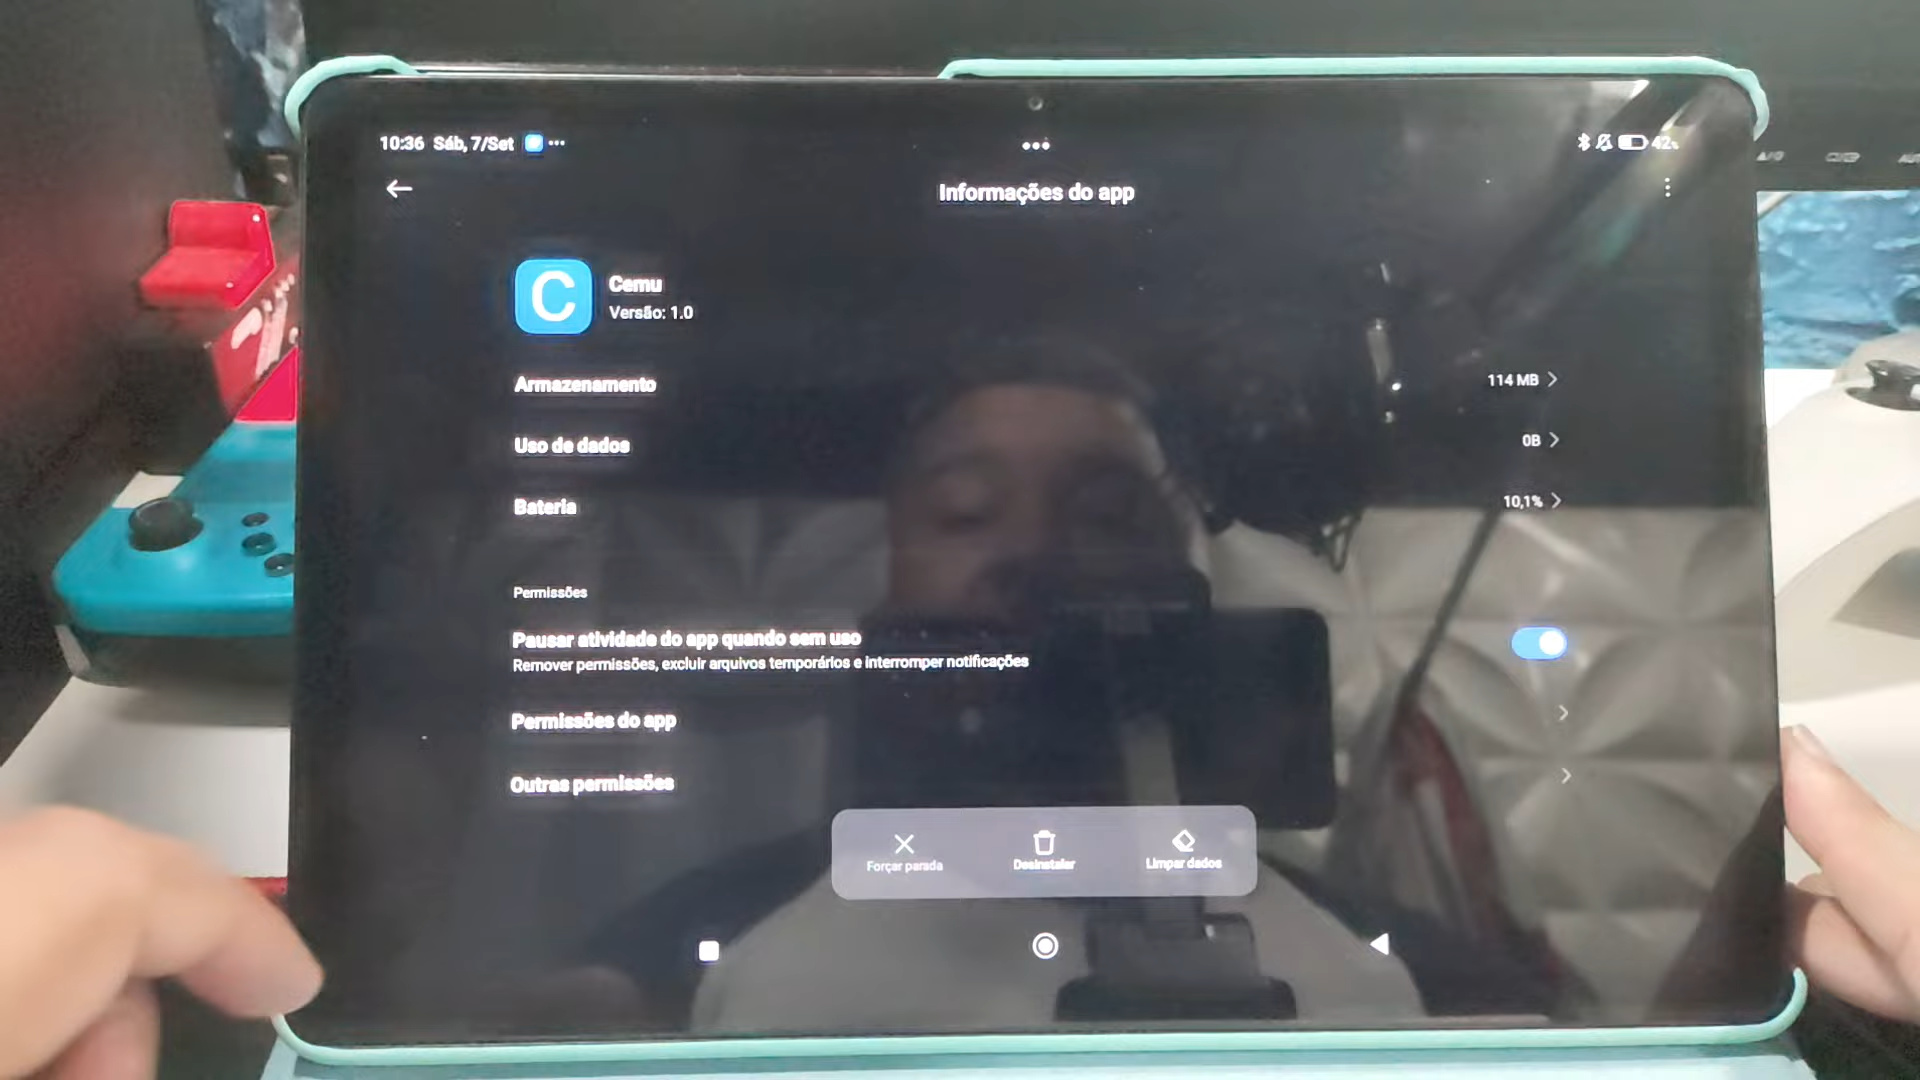 10:36 Sáb, 7/Set
42%
Informações do app
C
Cemu
Versão: 1.0
Armazenamento
114 MB
Uso de dados
0B
Bateria
10,1%
Permissões
Pausar atividade do app quando sem uso
Remover permissões, excluir arquivos temporários e interromper notificações
Permissões do app
Outras permissões
Forçar parada
Desinstalar
Limpar dados